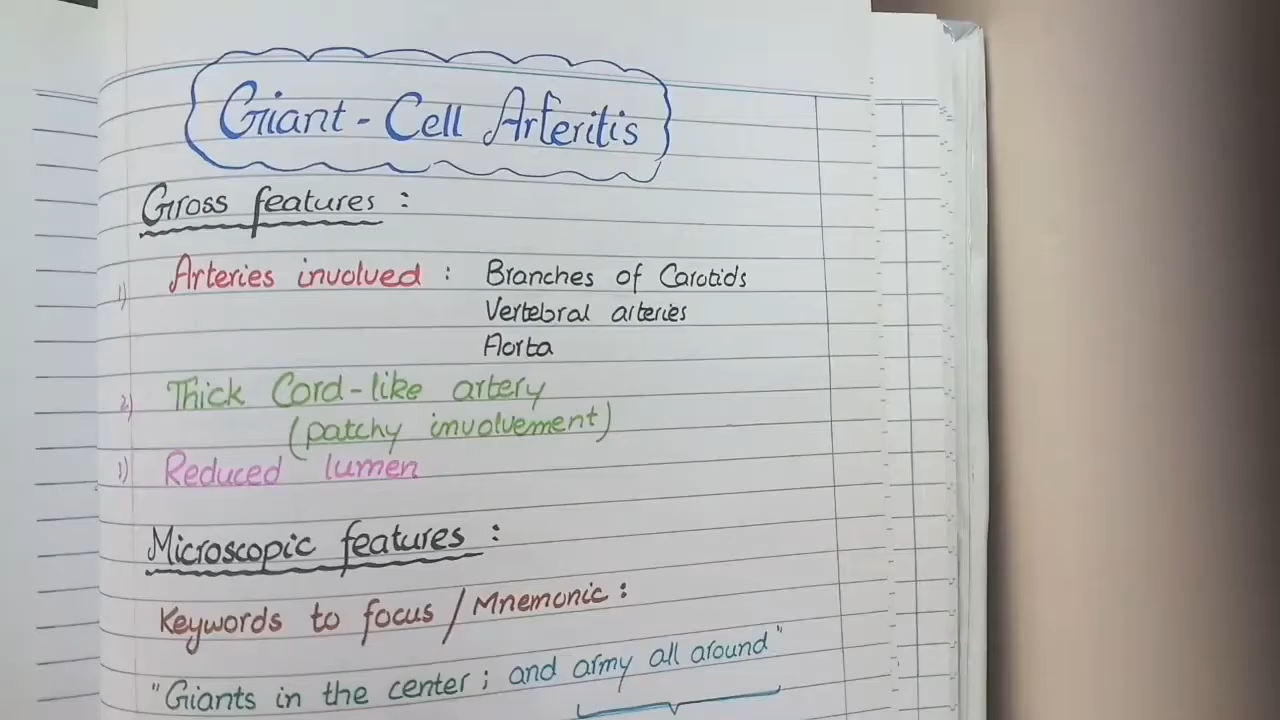 Giant-Cell Arteritis
Gross features :
1) Arteries involved : Branches of Carotids
Vertebral arteries
Aorta
2) Thick Cord-like artery
(patchy involvement)
1) Reduced lumen
Microscopic features :
Keywords to focus / Mnemonic :
"Giants in the center ; and army all around"